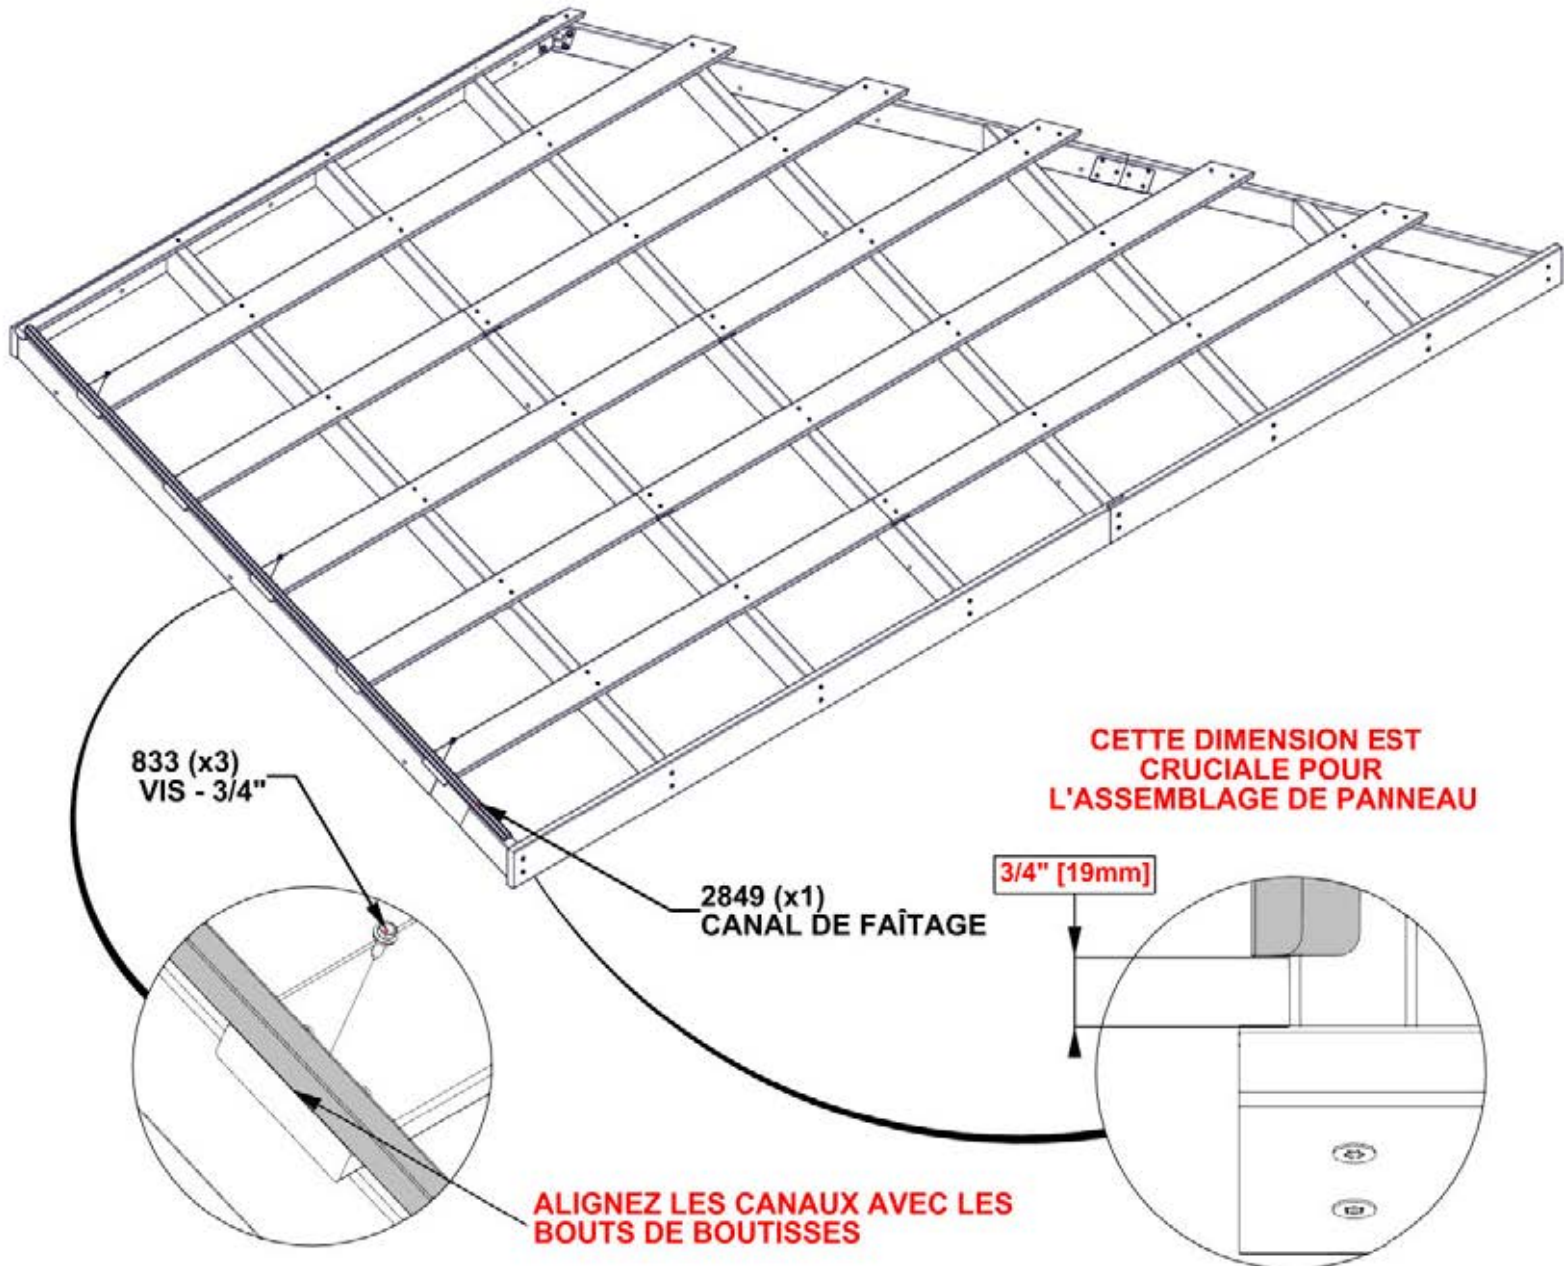 833 (x3)
VIS - 3/4"
CETTE DIMENSION EST
CRUCIALE POUR
L'ASSEMBLAGE DE PANNEAU
3/4" [19mm]
2849 (x1)
CANAL DE FAÎTAGE
ALIGNEZ LES CANAUX AVEC LES
BOUTS DE BOUTISSES